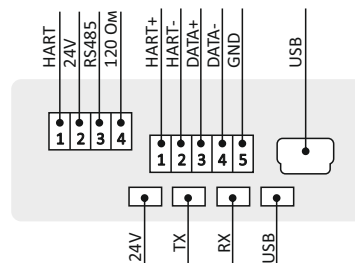 HART
24V
RS485
120 Ом
HART+
HART-
DATA+
DATA-
GND
USB
1 2 3 4
1 2 3 4 5
24V
TX
RX
USB